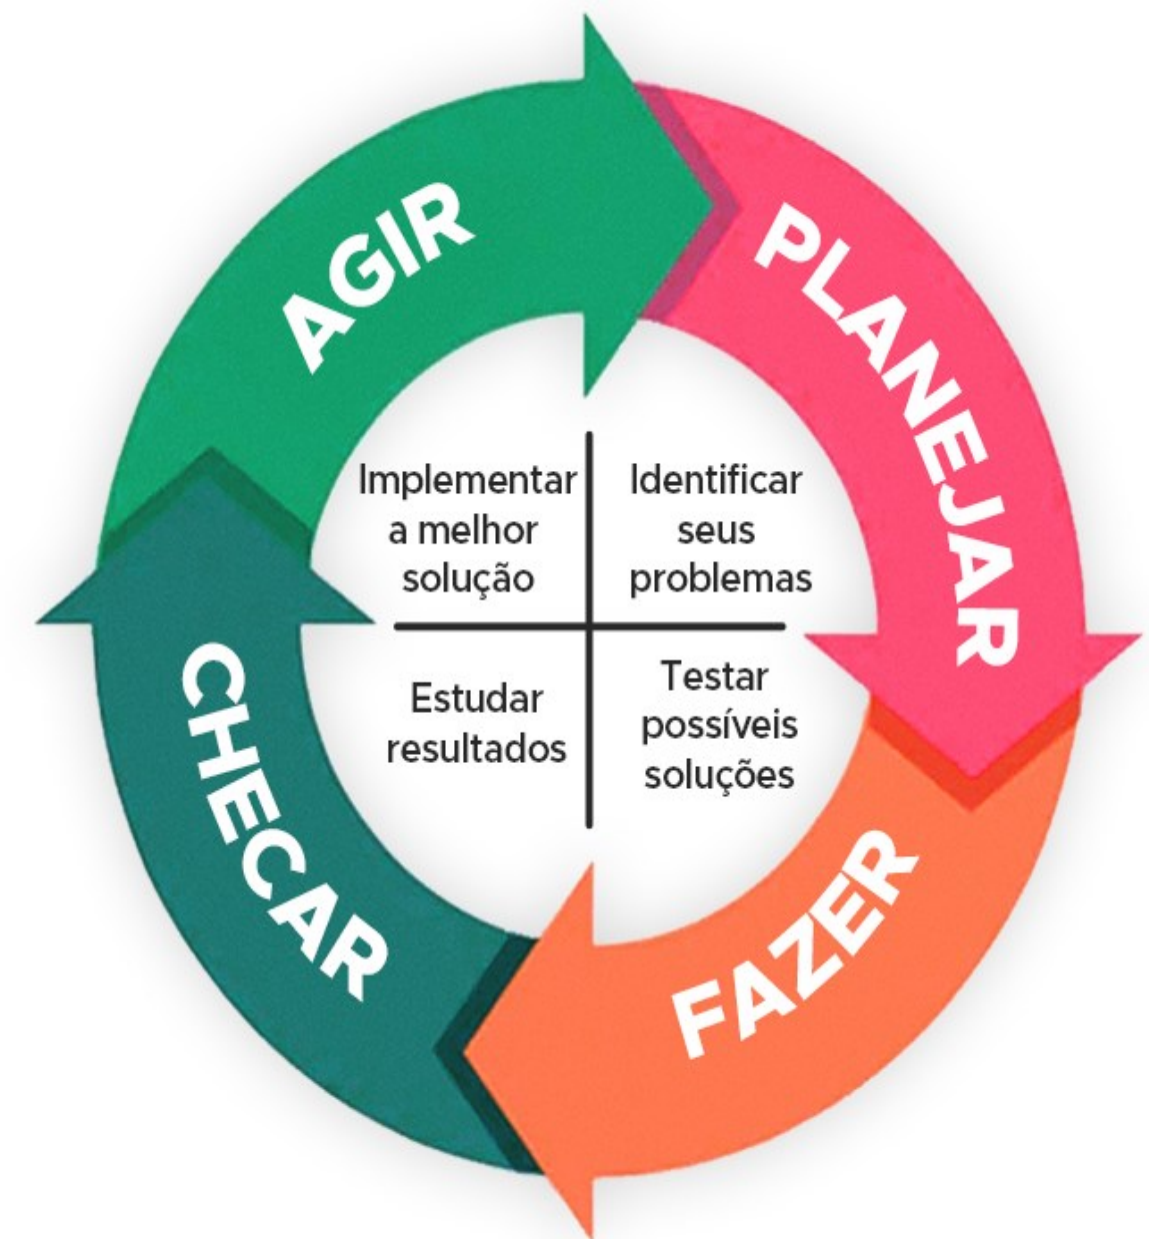 AGIR
PLANEJAR
Implementar
a melhor
solução
Identificar
seus
problemas
CHECAR
Estudar
resultados
Testar
possíveis
soluções
FAZER